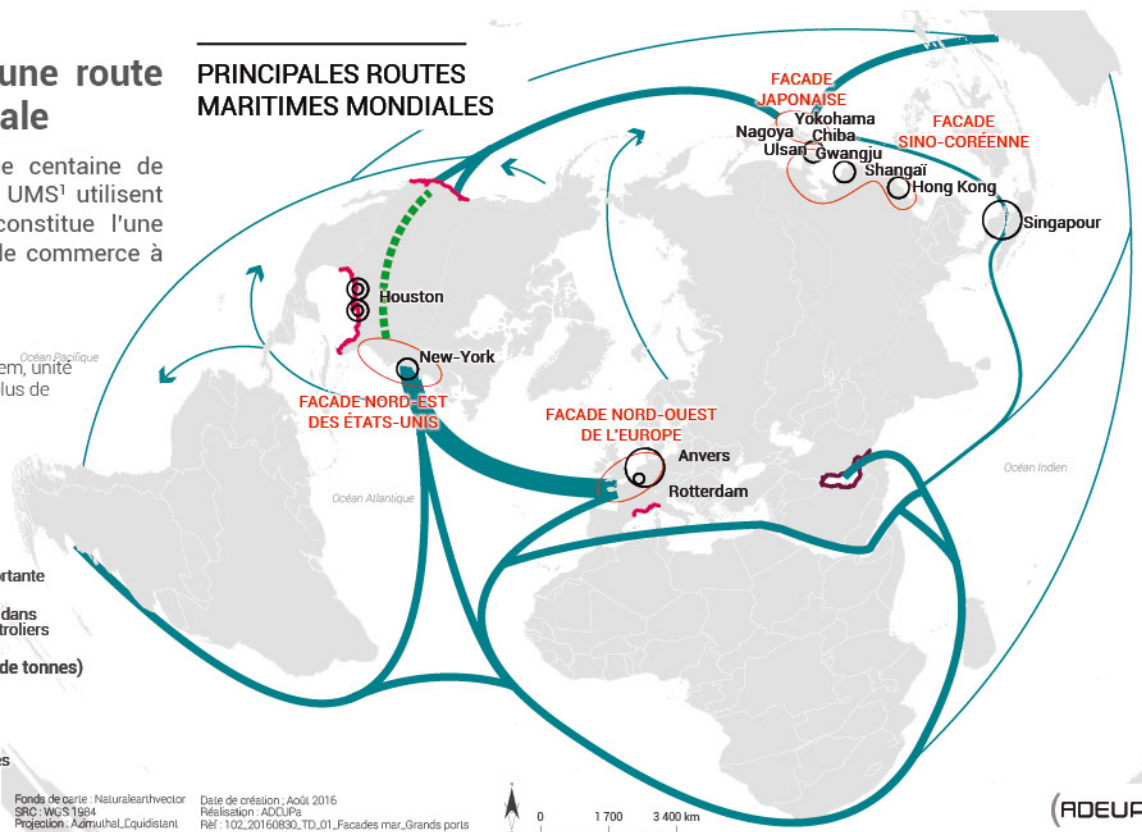 une route
ale
e centaine de
UMS¹ utilisent
constitue l'une
de commerce à
em, unité
lus de
rtante
dans
troliers
de tonnes)
es
PRINCIPALES ROUTES
MARITIMES MONDIALES
FACADE
JAPONAISE
Yokohama
Nagoya
Chiba
Ulsan
Gwangju
FACADE
SINO-CORÉENNE
Shangaï
Hong Kong
Singapour
Houston
Océan Pacifique
New-York
FACADE NORD-EST
DES ÉTATS-UNIS
FACADE NORD-OUEST
DE L'EUROPE
Anvers
Rotterdam
Océan Atlantique
Océan Indien
Fonds de carte : Naturalearthvector
SRC : WGS 1984
Projection : Azimuthal_Equidistant
Date de création : Août 2016
Réalisation : ADEUPa
Réf : 102_20160830_TD_01_Facades mar_Grands ports
0 1 700 3 400 km
(ADEUP